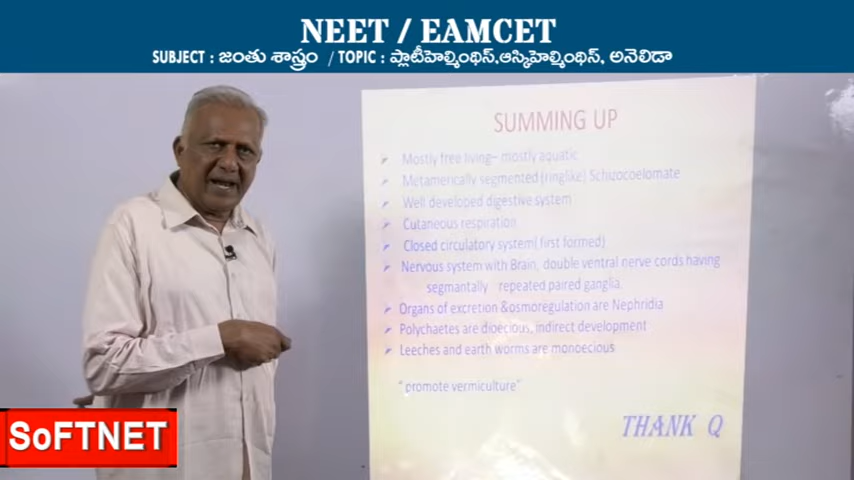 NEET / EAMCET
SUBJECT : జంతు శాస్త్రం / TOPIC : ప్లాటీహెల్మింథిస్,ఆస్కిహెల్మింథిస్, అనెలిడా
SUMMING UP
Mostly free living– mostly aquatic
Metamerically segmented (ringlike) Schizocoelomate
Well developed digestive system
Cutaneous respiration
Closed circulatory system( first formed)
Nervous system with Brain, double ventral nerve cords having
segmantally repeated paired ganglia.
Organs of excretion &osmoregulation are Nephridia
Polychaetes are dioecious, indirect development
Leeches and earth worms are monoecious
“ promote vermiculture”
THANK Q
SoFTNET